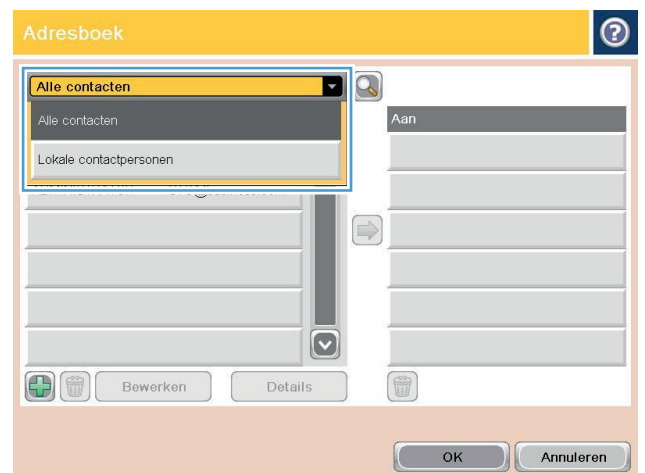 Adresboek
Alle contacten
Alle contacten
Lokale contactpersonen
Aan
Bewerken
Details
OK
Annuleren